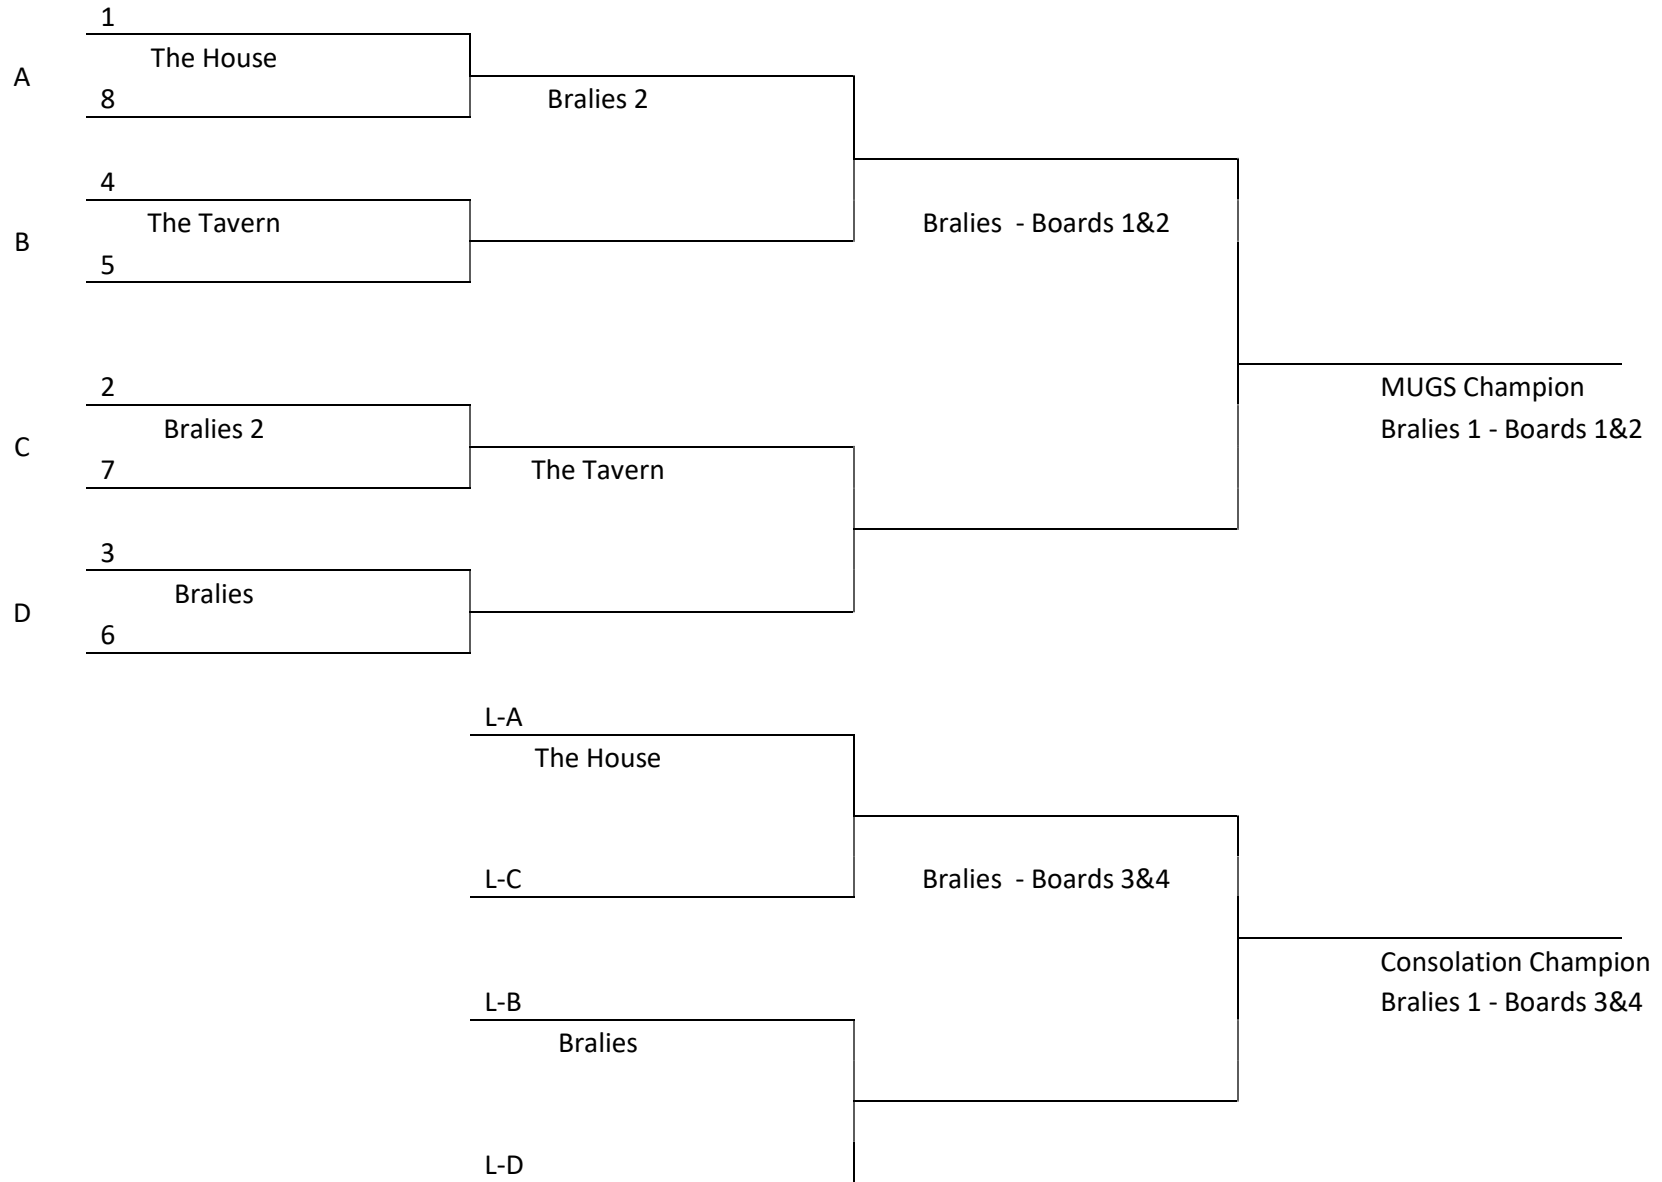 1
The House
A
8
Bralies 2
4
The Tavern
Bralies  - Boards 1&2
B
5
2
MUGS Champion
Bralies 2
Bralies 1 - Boards 1&2
C
7
The Tavern
3
Bralies
D
6
L-A
The House
L-C
Bralies  - Boards 3&4
Consolation Champion
L-B
Bralies 1 - Boards 3&4
Bralies
L-D